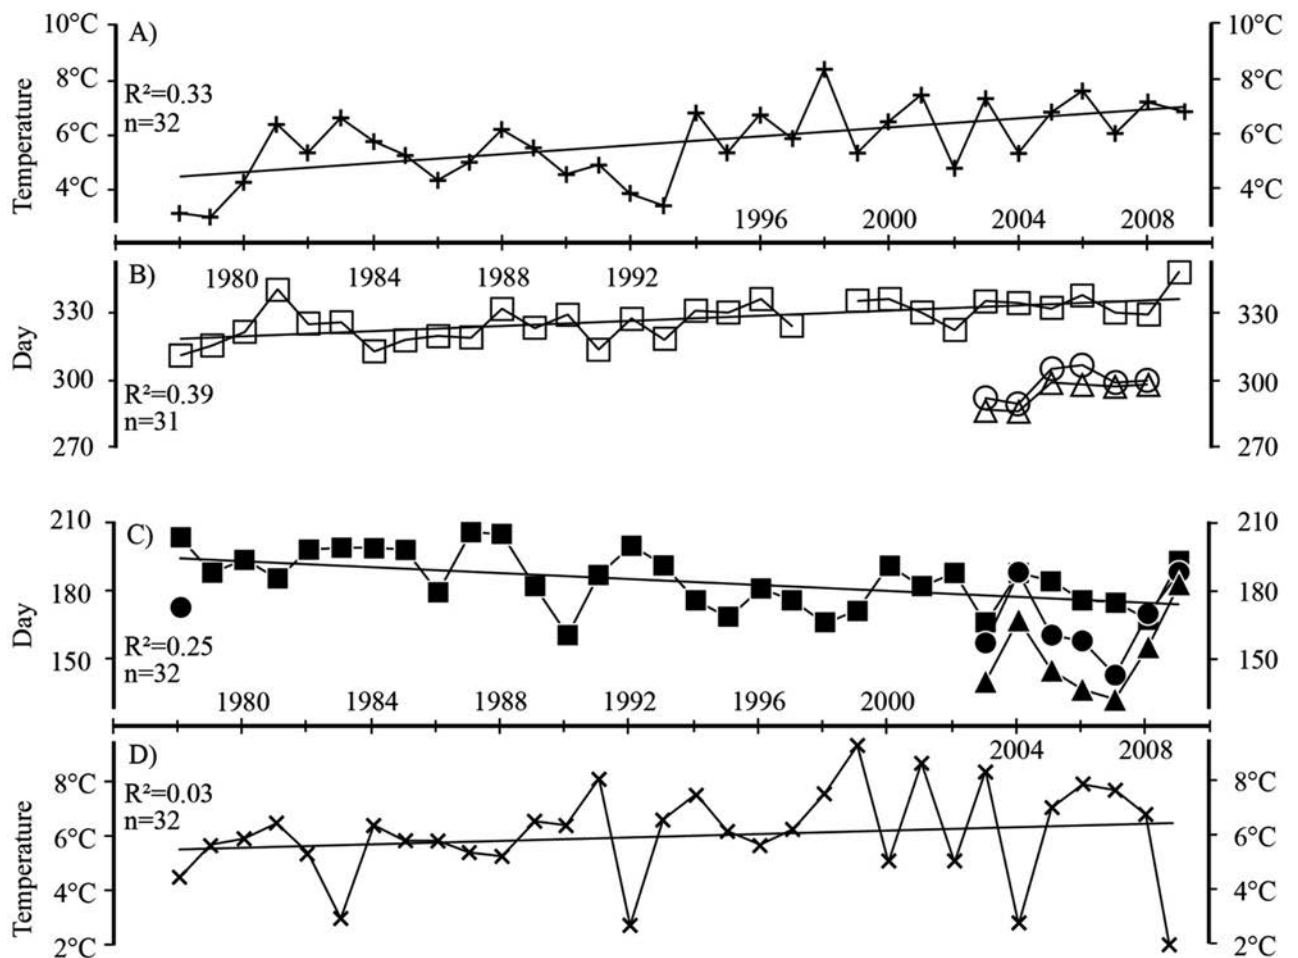 10°C A) 10°C
8°C 8°C
R²=0.33
n=32
6°C 6°C
4°C 4°C
Temperature
1996 2000 2004 2008
B) 1980 1984 1988 1992
330 330
Day
300 300
R²=0.39
n=31
270 270
210 C) 210
180 180
Day
R²=0.25
150 150
n=32
1980 1984 1988 1992 1996 2000
D) 2004 2008
8°C 8°C
R²=0.03
n=32
6°C 6°C
Temperature
4°C 4°C
2°C 2°C